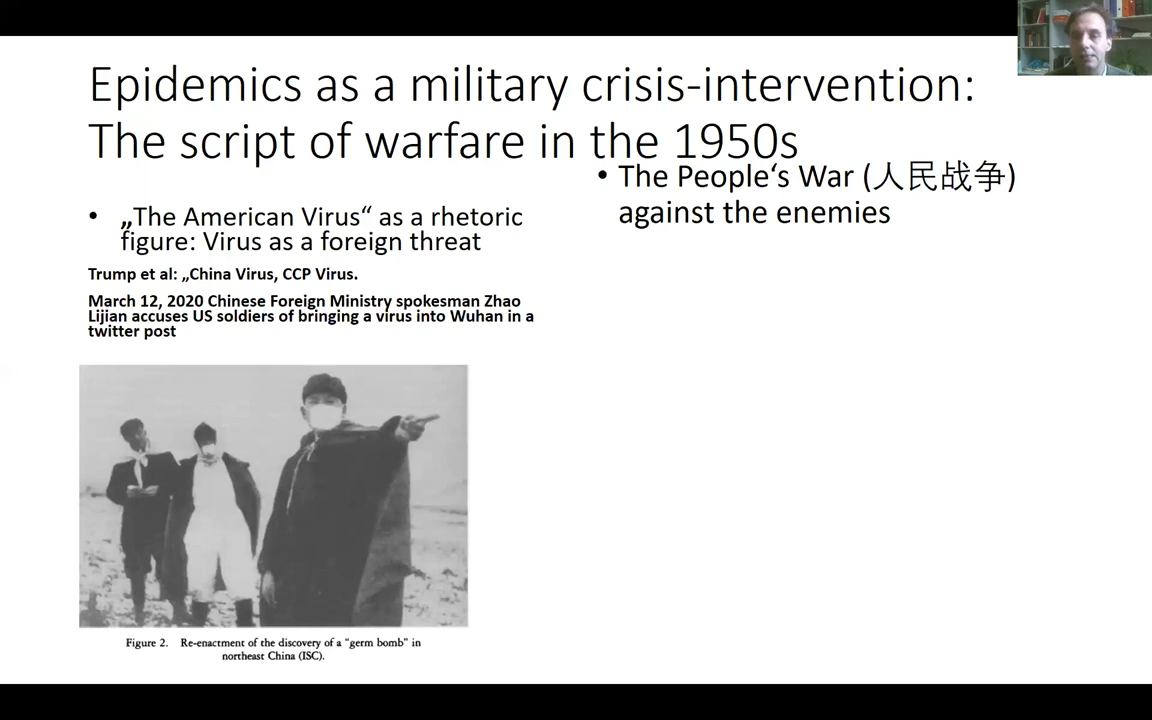 Epidemics as a military crisis-intervention:
The script of warfare in the 1950s
• „The American Virus“ as a rhetoric
figure: Virus as a foreign threat
Trump et al: „China Virus, CCP Virus.
March 12, 2020 Chinese Foreign Ministry spokesman Zhao
Lijian accuses US soldiers of bringing a virus into Wuhan in a
twitter post
Figure 2. Re-enactment of the discovery of a "germ bomb" in
northeast China (ISC).
• The People‘s War (人民战争)
against the enemies